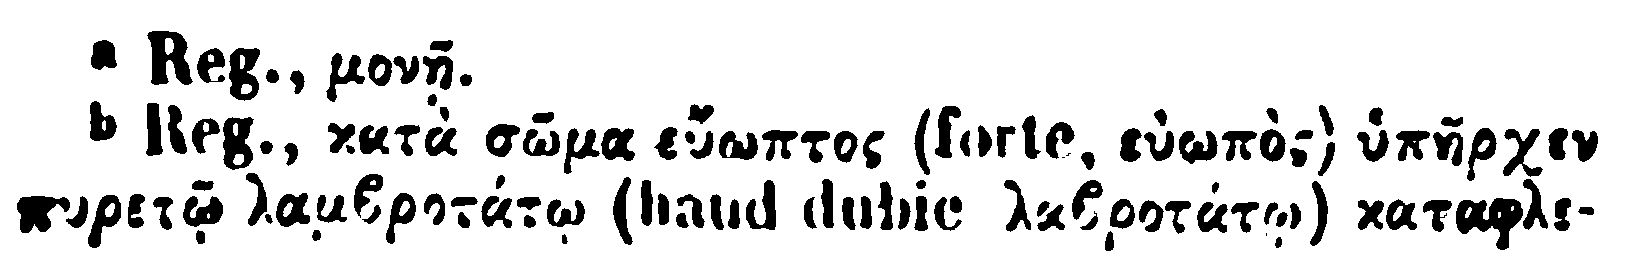 a Reg., μονῇ.
b Reg., κατὰ σῶμα εὔωπτος (forte, εὐωπὸς) ὑπῆρχεν
πυρετῷ λαμβροτάτῳ (haud dubie λαβροτάτῳ) καταφλε-